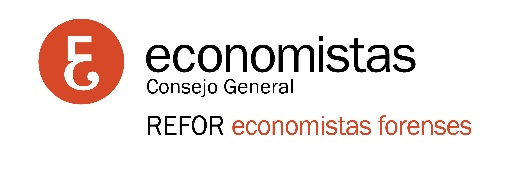 economistas
Consejo General
REFOR economistas forenses